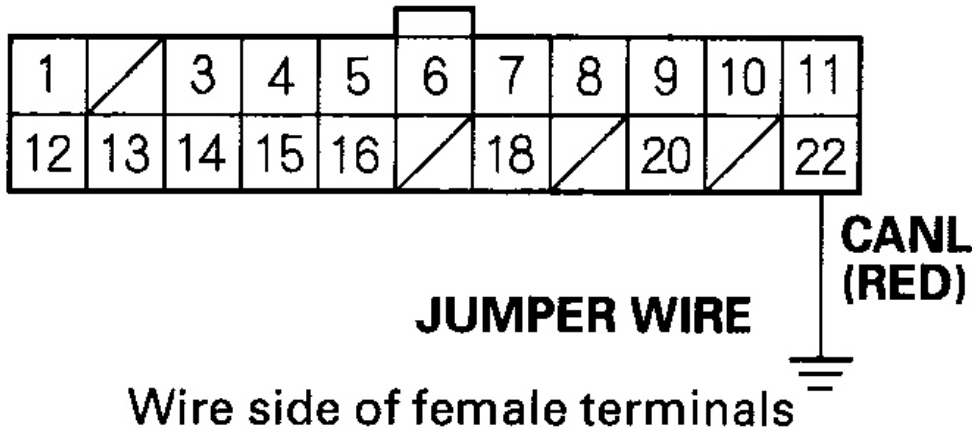 1 3 4 5 6 7 8 9 10 11
12 13 14 15 16 18 20 22
CANL
(RED)
JUMPER WIRE
Wire side of female terminals